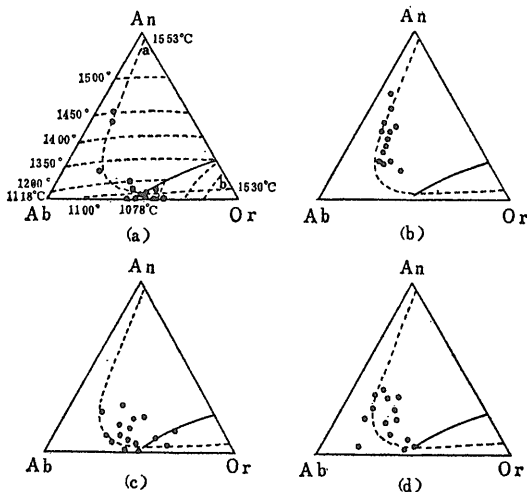 An
1553°C
a
1500°
1450°
1400°
1350°
1200°
1118°C
b
1530°C
Ab
1100°
1078°C
Or
(a)
An
Ab
Or
(b)
An
Ab
Or
(c)
An
Ab
Or
(d)